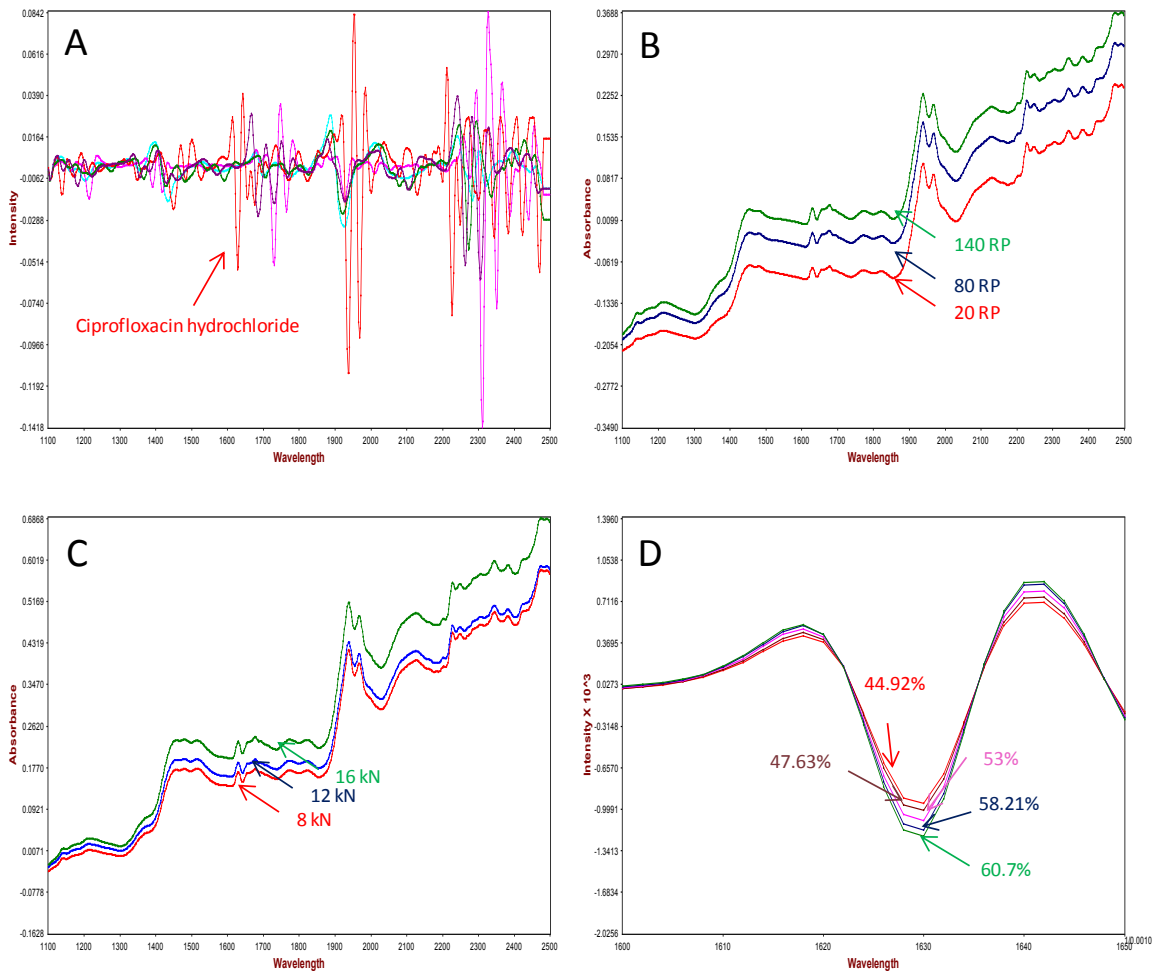 A
0.0842
0.0616
0.0390
0.0164
-0.0062
-0.0288
-0.0514
-0.0740
-0.0966
-0.1192
-0.1418
Intensity
Ciprofloxacin hydrochloride
1100 1200 1300 1400 1500 1600 1700 1800 1900 2000 2100 2200 2300 2400 2500
Wavelength
B
0.3688
0.2970
0.2252
0.1535
0.0817
0.0099
-0.0619
-0.1336
-0.2054
-0.2772
-0.3490
Absorbance
140 RP
80 RP
20 RP
1100 1200 1300 1400 1500 1600 1700 1800 1900 2000 2100 2200 2300 2400 2500
Wavelength
C
0.6868
0.6019
0.5169
0.4319
0.3470
0.2620
0.1770
0.0921
0.0071
-0.0778
-0.1628
Absorbance
16 kN
12 kN
8 kN
1100 1200 1300 1400 1500 1600 1700 1800 1900 2000 2100 2200 2300 2400 2500
Wavelength
D
1.3960
1.0538
0.7116
0.3695
0.0273
-0.3148
-0.6570
-0.9991
-1.3413
-1.6834
-2.0256
Intensity X 10^3
44.92%
47.63%
53%
58.21%
60.7%
1600 1610 1620 1630 1640 1650
Wavelength